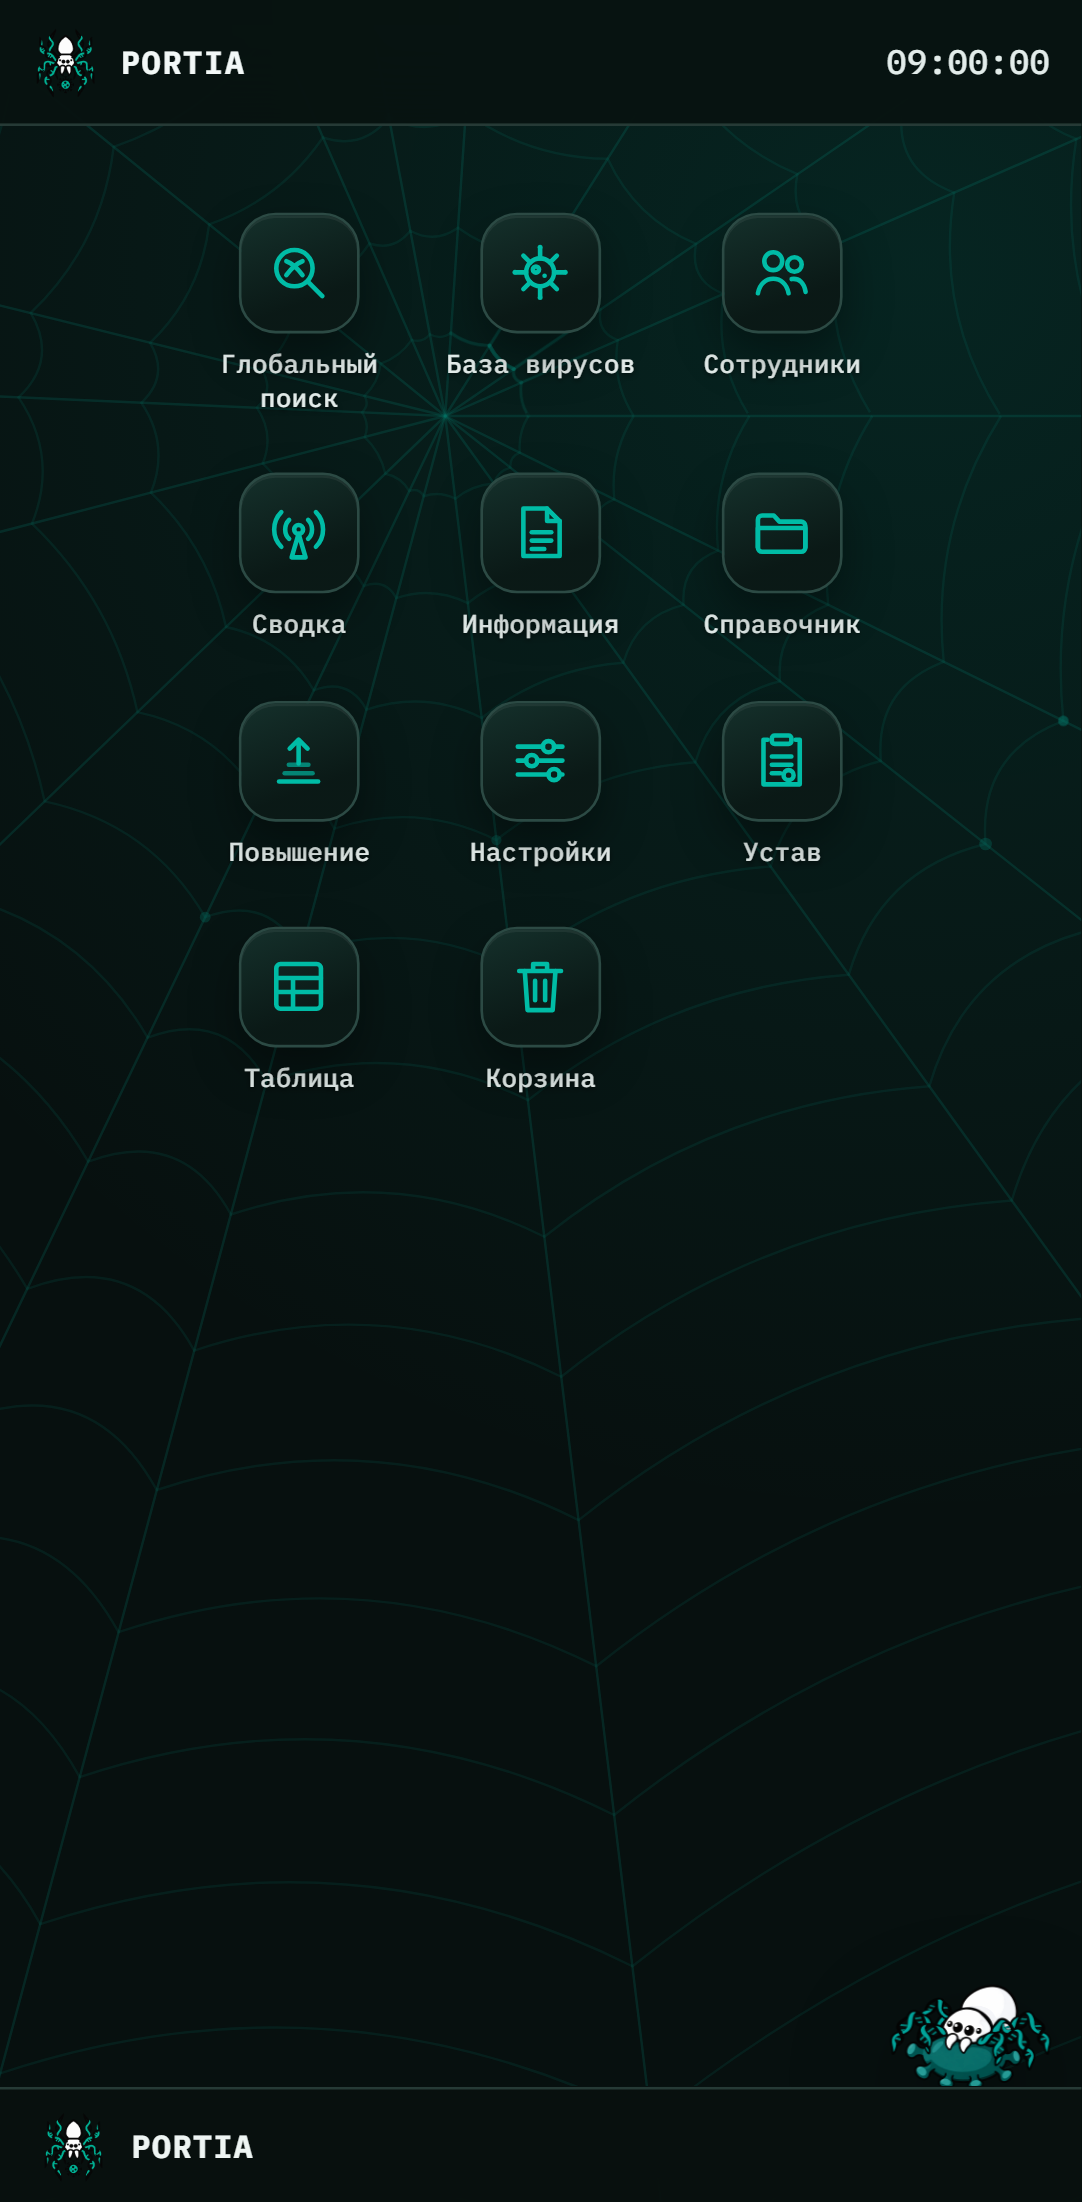 PORTIA
09:00:00
Глобальный
поиск
База вирусов
Сотрудники
Сводка
Информация
Справочник
Повышение
Настройки
Устав
Таблица
Корзина
PORTIA